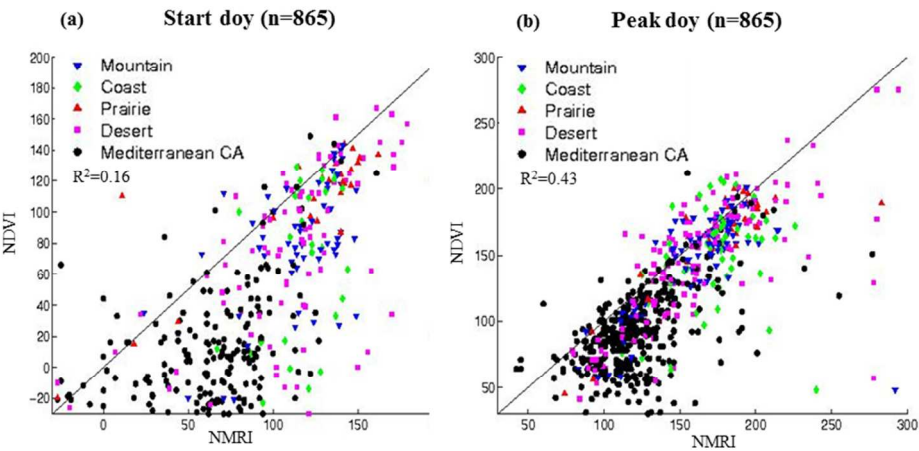 (a) Start doy (n=865)
200
180
160
140
120
100
80
60
40
20
0
-20
Mountain
Coast
Prairie
Desert
Mediterranean CA
R²=0.16
NDVI
0 50 100 150
NMRI
(b) Peak doy (n=865)
300
250
200
150
100
50
Mountain
Coast
Prairie
Desert
Mediterranean CA
R²=0.43
NDVI
50 100 150 200 250 300
NMRI